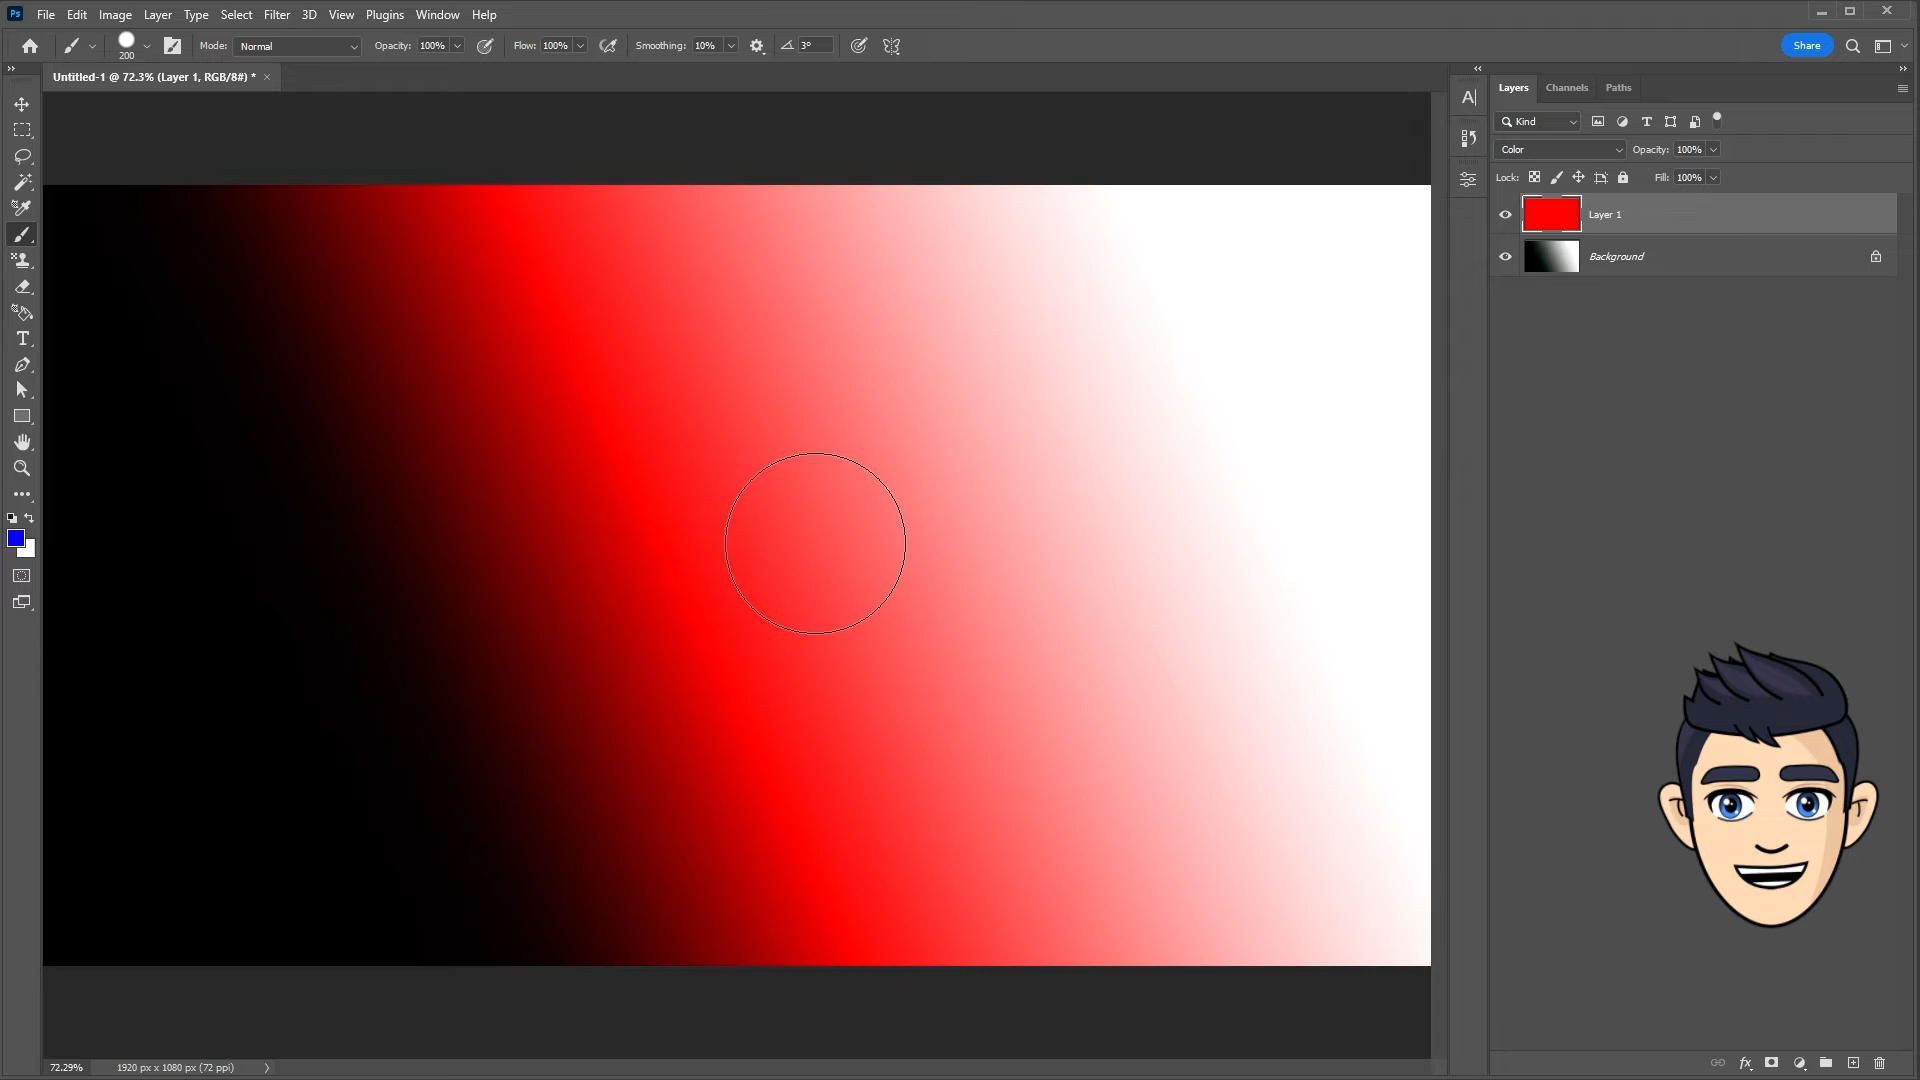 Ps File Edit Image Layer Type Select Filter 3D View Plugins Window Help
200 Mode: Normal Opacity: 100% Flow: 100% Smoothing: 10% 3° Share
Untitled-1 @ 72.3% (Layer 1, RGB/8#) * ×
Layers Channels Paths
Kind
Color Opacity: 100%
Lock: Fill: 100%
Layer 1
Background
72.29% 1920 px x 1080 px (72 ppi)
fx